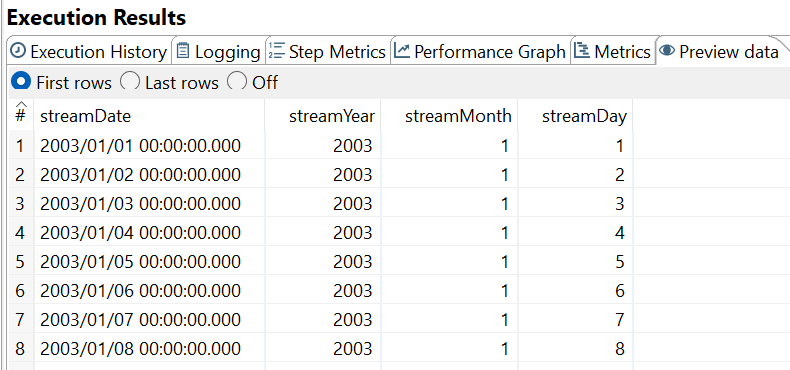 Execution Results
Execution History Logging Step Metrics Performance Graph Metrics Preview data
First rows Last rows Off
# streamDate streamYear streamMonth streamDay
1 2003/01/01 00:00:00.000 2003 1 1
2 2003/01/02 00:00:00.000 2003 1 2
3 2003/01/03 00:00:00.000 2003 1 3
4 2003/01/04 00:00:00.000 2003 1 4
5 2003/01/05 00:00:00.000 2003 1 5
6 2003/01/06 00:00:00.000 2003 1 6
7 2003/01/07 00:00:00.000 2003 1 7
8 2003/01/08 00:00:00.000 2003 1 8